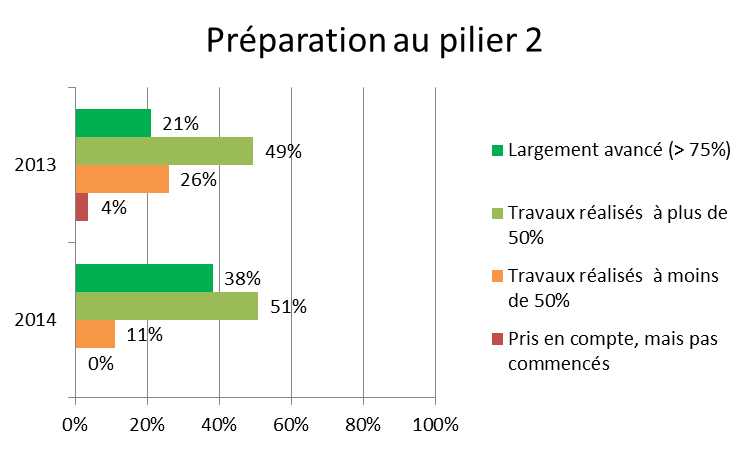 Préparation au pilier 2
2013
21%
49%
26%
4%
2014
38%
51%
11%
0%
0%
20%
40%
60%
80%
100%
Largement avancé (> 75%)
Travaux réalisés à plus de
50%
Travaux réalisés à moins
de 50%
Pris en compte, mais pas
commencés